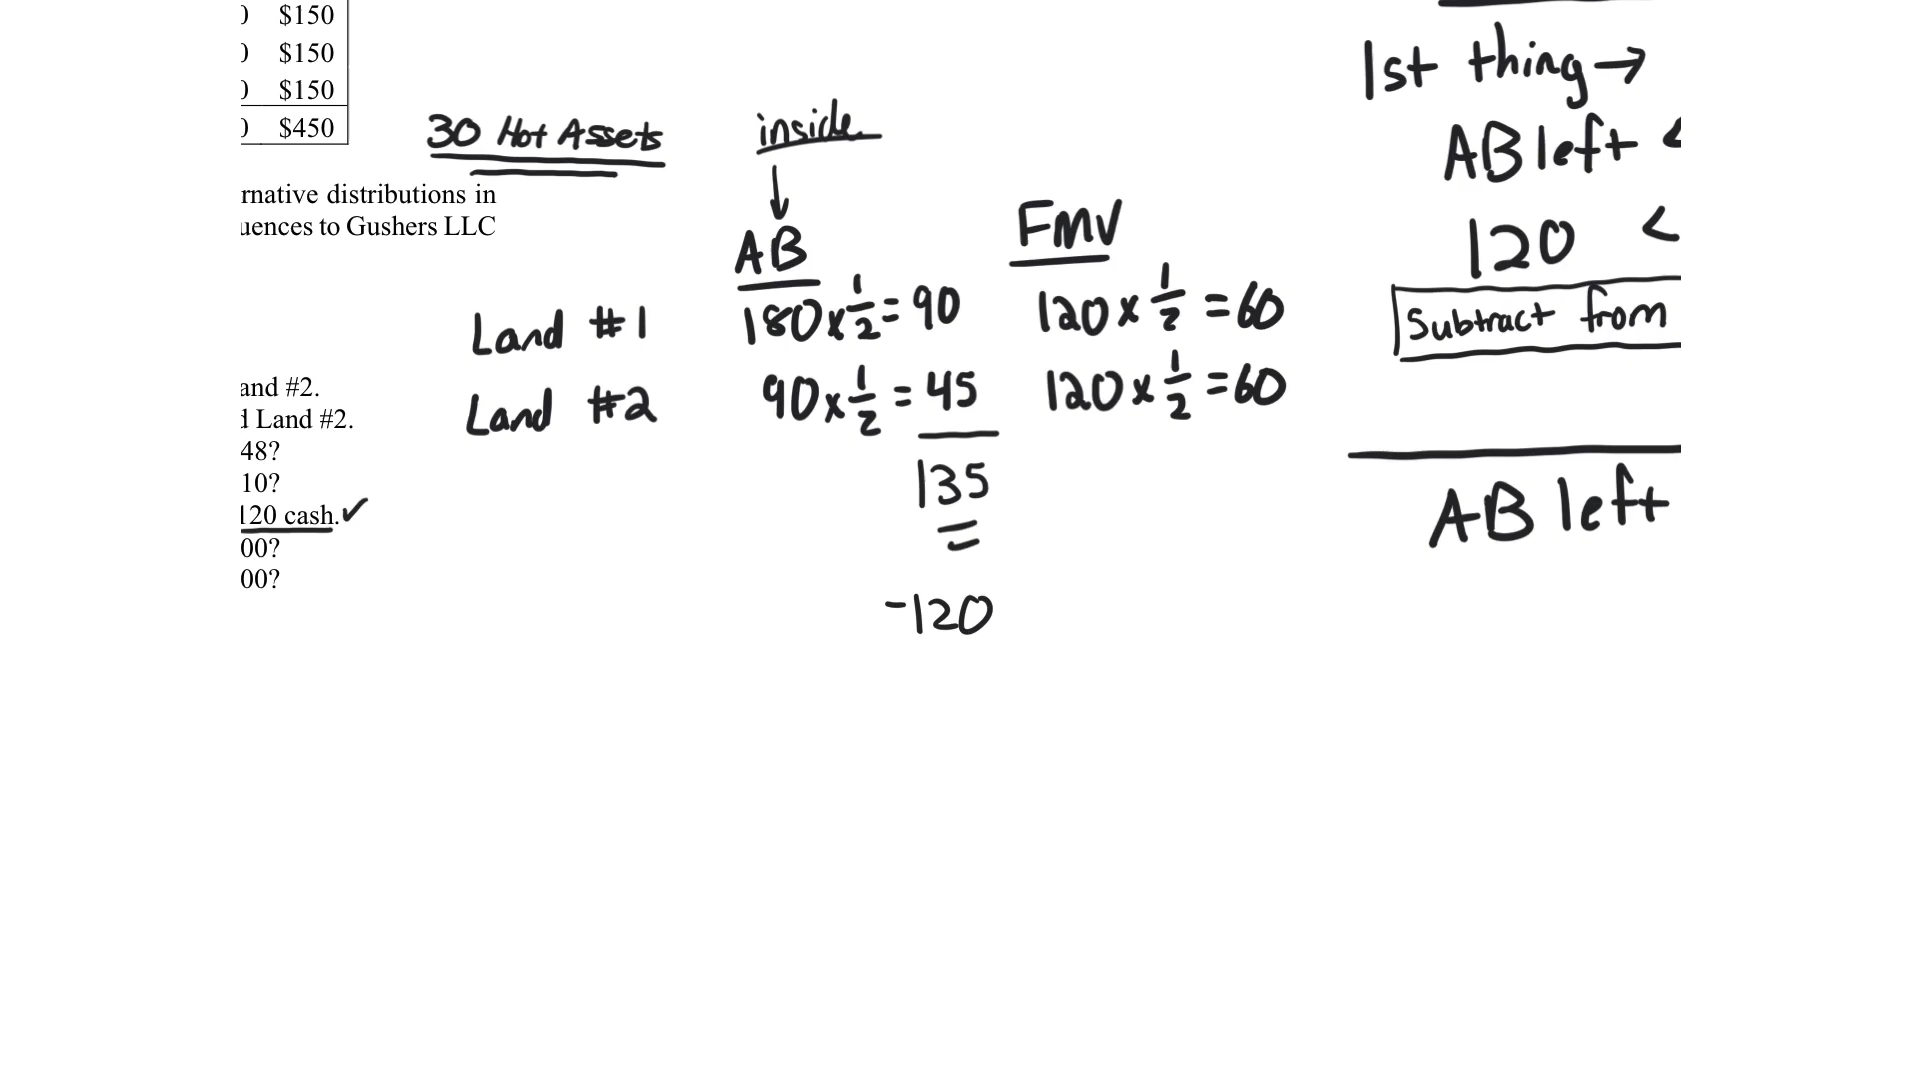 ) $150
) $150
) $150
) $450
30 Hot Assets
inside
rnative distributions in
uences to Gushers LLC
AB
FMV
Land #1 180 x 1/2 = 90 120 x 1/2 = 60
Land #2 90 x 1/2 = 45 120 x 1/2 = 60
135
-120
and #2.
d Land #2.
48?
10?
120 cash. ✓
00?
00?
1st thing →
AB left <
120 <
Subtract from
AB left